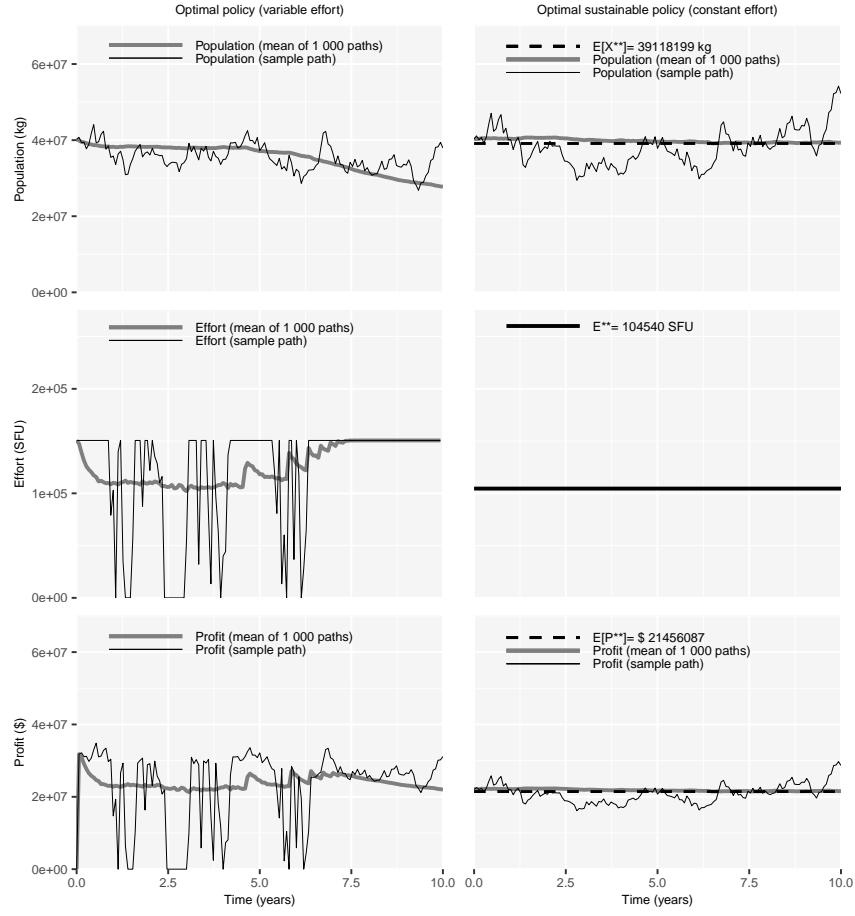 Optimal policy (variable effort)
Optimal sustainable policy (constant effort)
Population (mean of 1 000 paths)
Population (sample path)
E[X**]= 39118199 kg
Population (mean of 1 000 paths)
Population (sample path)
Population (kg)
6e+07
4e+07
2e+07
0e+00
Effort (mean of 1 000 paths)
Effort (sample path)
E**= 104540 SFU
Effort (SFU)
2e+05
1e+05
0e+00
Profit (mean of 1 000 paths)
Profit (sample path)
E[P**]= $ 21456087
Profit (mean of 1 000 paths)
Profit (sample path)
Profit ($)
6e+07
4e+07
2e+07
0e+00
0.0 2.5 5.0 7.5 10.0
0.0 2.5 5.0 7.5 10.0
Time (years)
Time (years)